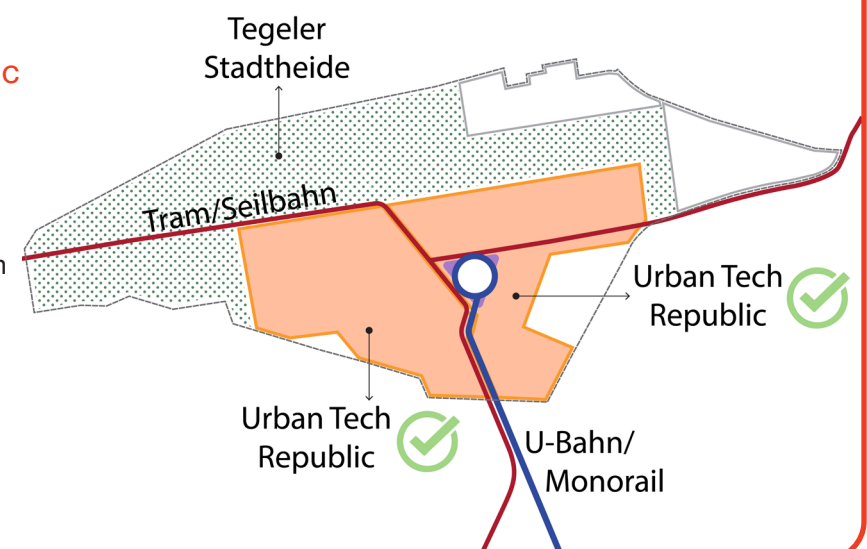 Tegeler
Stadtheide
c
Tram/Seilbahn
n
Urban Tech
Republic
Urban Tech
Republic
U-Bahn/
Monorail